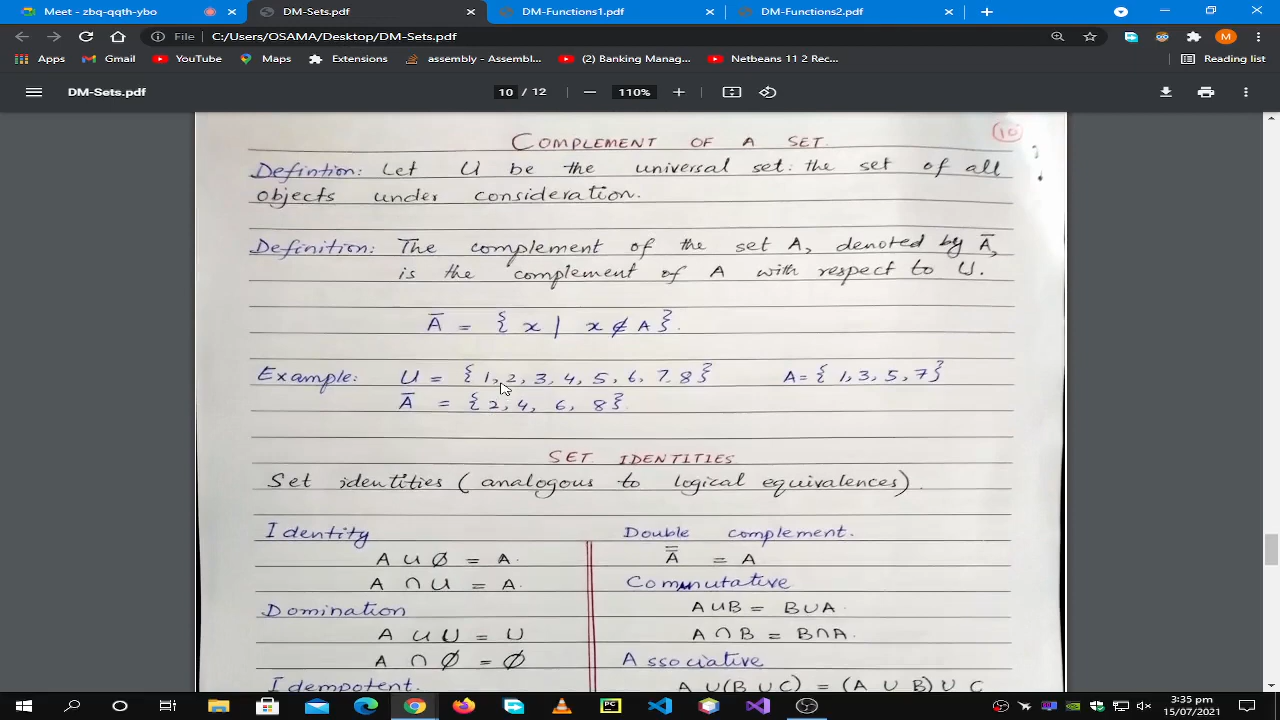 Meet - zbq-qqth-ybo
DM-Sets.pdf
DM-Functions1.pdf
DM-Functions2.pdf
File C:/Users/OSAMA/Desktop/DM-Sets.pdf
Apps Gmail YouTube Maps Extensions assembly - Assembl... (2) Banking Manag... Netbeans 11 2 Rec... Reading list
DM-Sets.pdf 10 / 12 110%
COMPLEMENT OF A SET. 10
Defintion: Let U be the universal set: the set of all
objects under consideration.
Definition: The complement of the set A, denoted by A̅,
is the complement of A with respect to U.
A̅ = { x | x ∉ A }.
Example: U = { 1, 2, 3, 4, 5, 6, 7, 8 } A = { 1, 3, 5, 7 }
A̅ = { 2, 4, 6, 8 }.
SET IDENTITIES
Set identities (analogous to logical equivalences).
Identity
A ∪ ∅ = A.
A ∩ U = A.
Domination
A ∪ U = U
A ∩ ∅ = ∅
Idempotent.
Double complement.
A̿ = A
Commutative
A ∪ B = B ∪ A.
A ∩ B = B ∩ A.
Associative
A ∪ (B ∪ C) = (A ∪ B) ∪ C
3:35 pm
15/07/2021